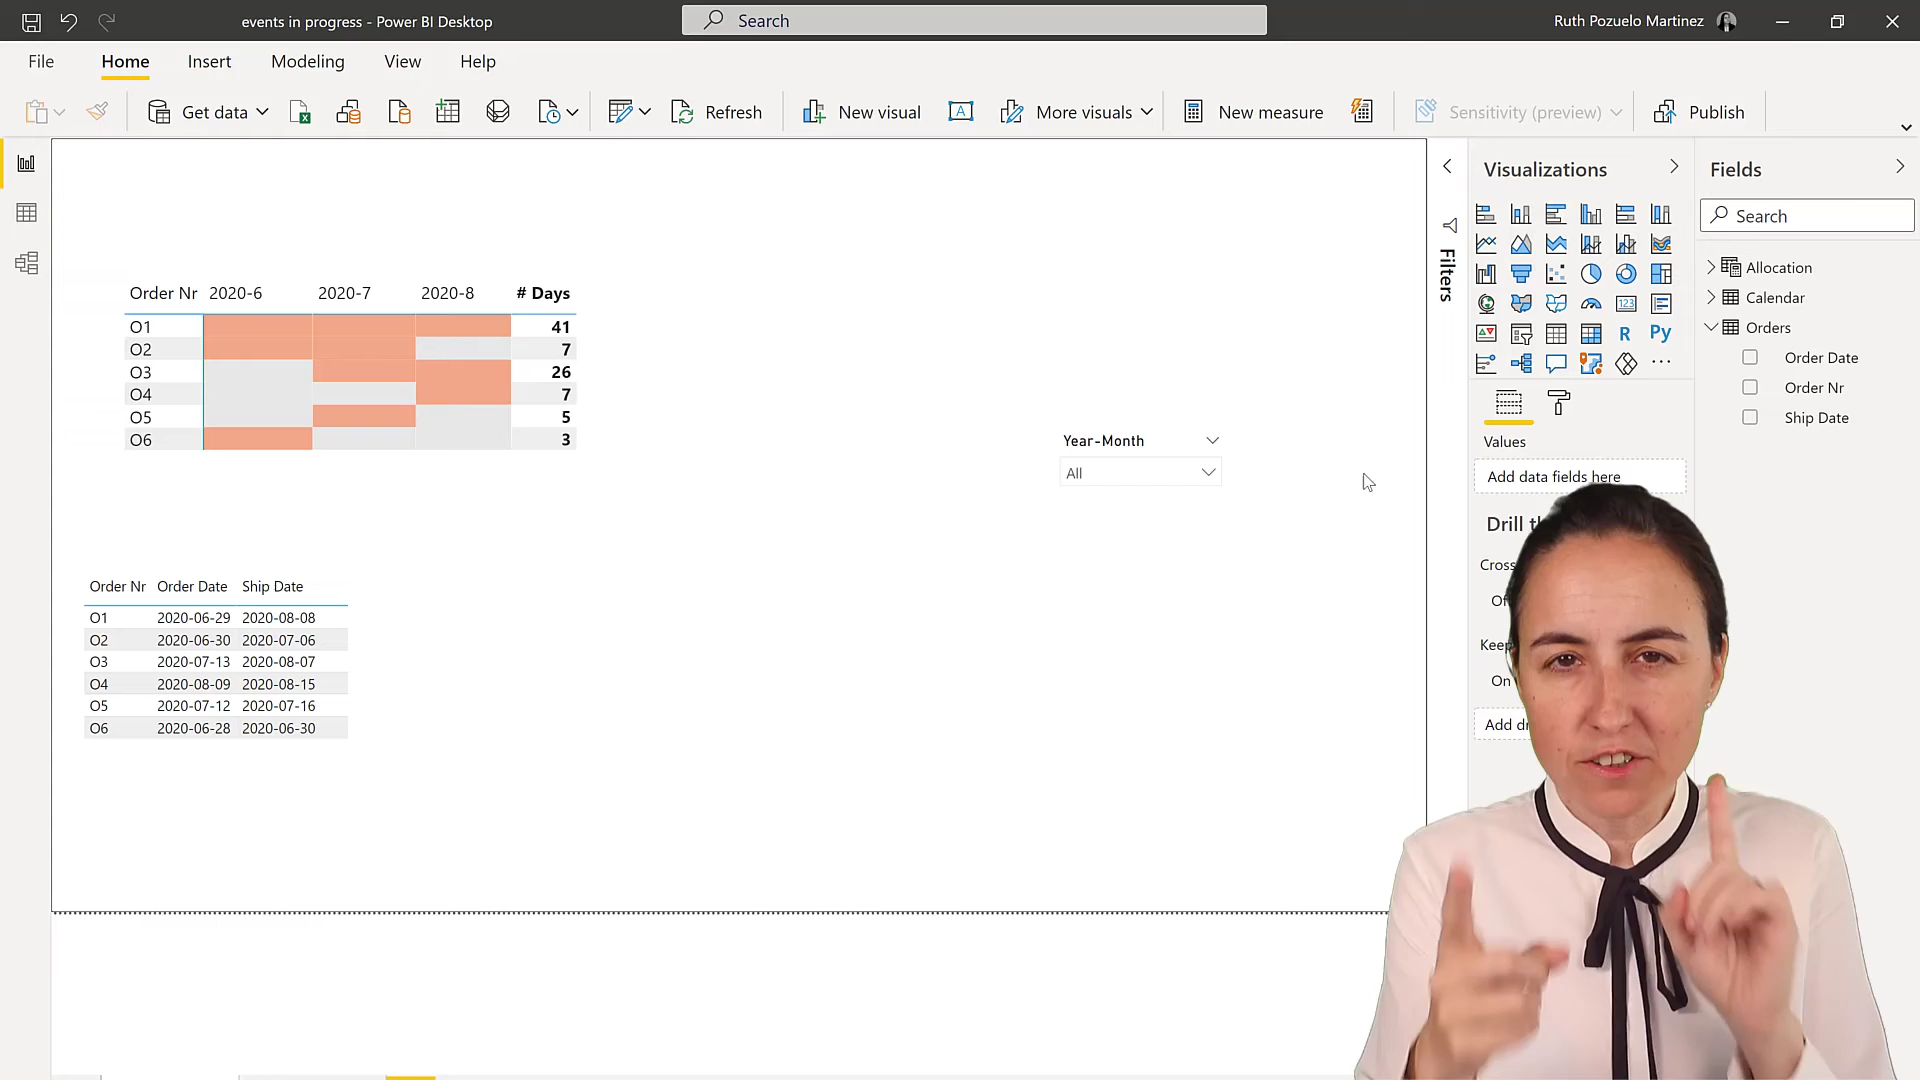 events in progress - Power BI Desktop
Search
Ruth Pozuelo Martinez
File Home Insert Modeling View Help
Get data
Refresh
New visual
More visuals
New measure
Sensitivity (preview)
Publish
Order Nr 2020-6 2020-7 2020-8 # Days
O1 41
O2 7
O3 26
O4 7
O5 5
O6 3
Year-Month
All
Order Nr Order Date Ship Date
O1 2020-06-29 2020-08-08
O2 2020-06-30 2020-07-06
O3 2020-07-13 2020-08-07
O4 2020-08-09 2020-08-15
O5 2020-07-12 2020-07-16
O6 2020-06-28 2020-06-30
Filters
Visualizations
123
R Py
Values
Add data fields here
Drill
Cross
On
Fields
Search
Allocation
Calendar
Orders
Order Date
Order Nr
Ship Date